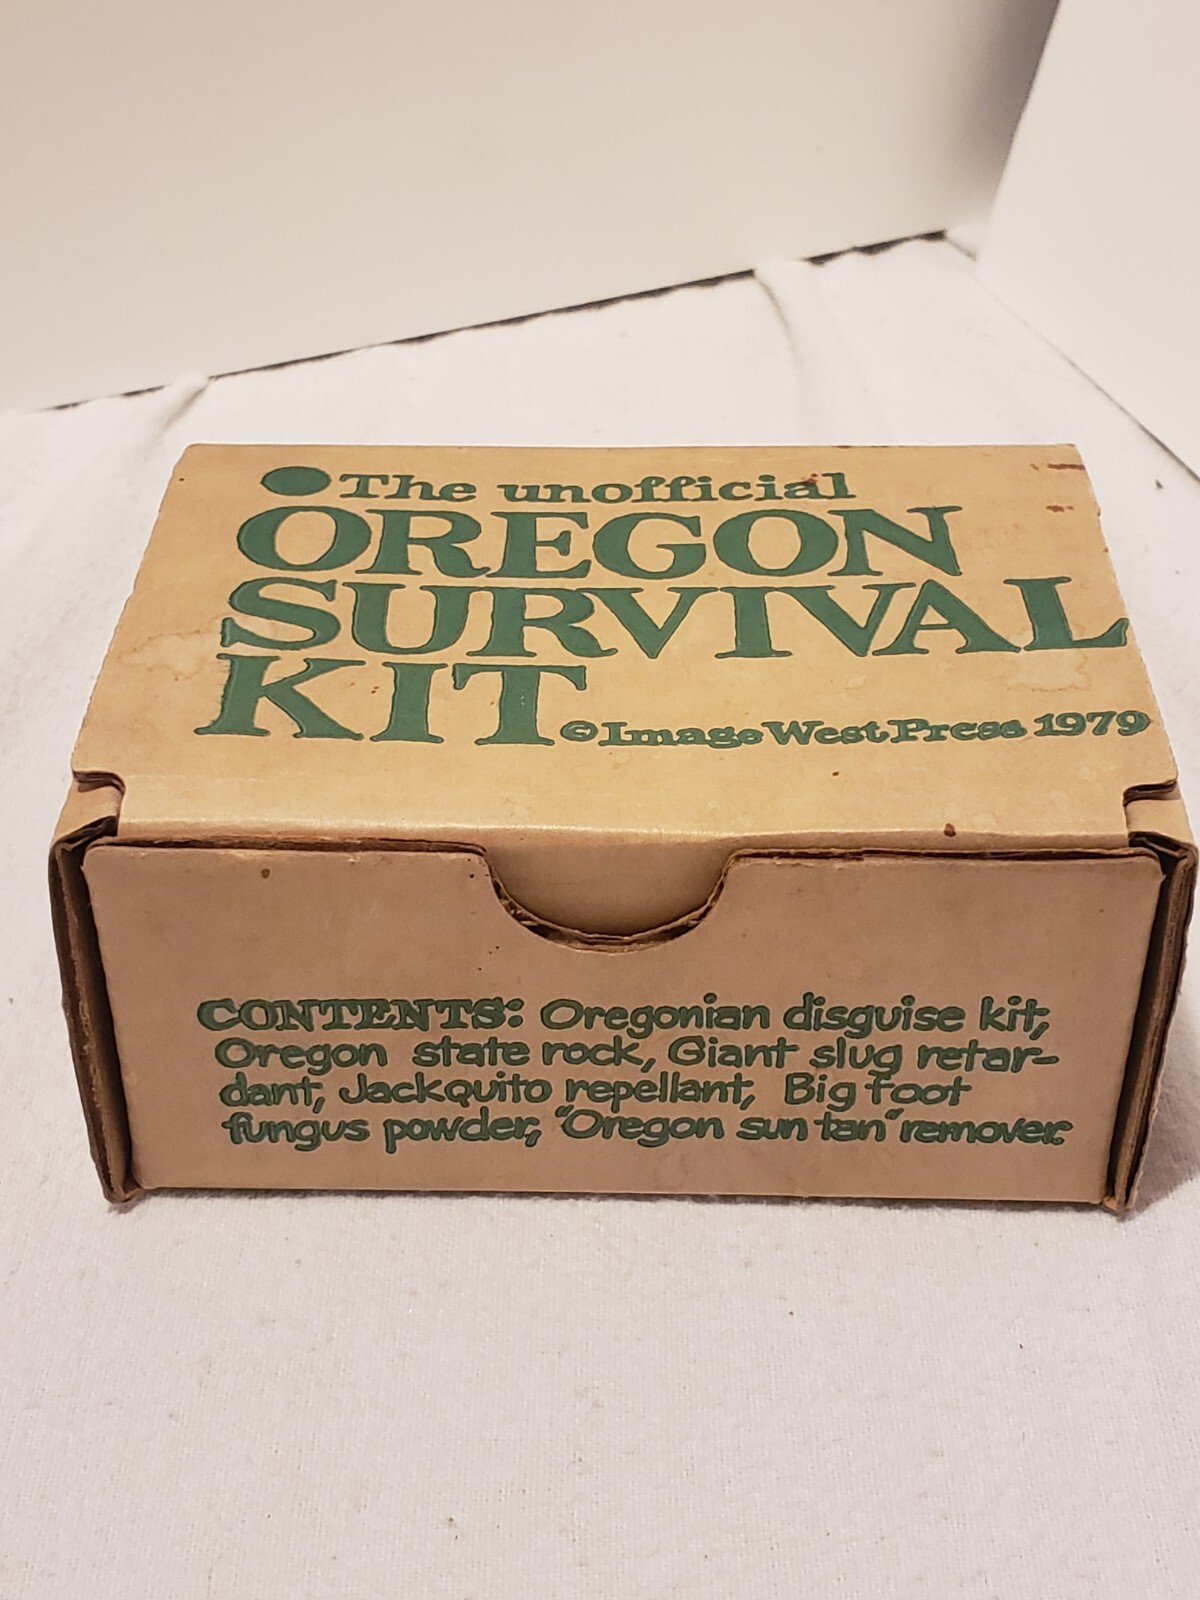 The unofficial
OREGON
SURVIVAL
KIT
© Image West Press 1979
CONTENTS: Oregonian disguise kit,
Oregon state rock, Giant slug retar-
dant, Jackquito repellant, Big foot
fungus powder, "Oregon sun tan" remover.